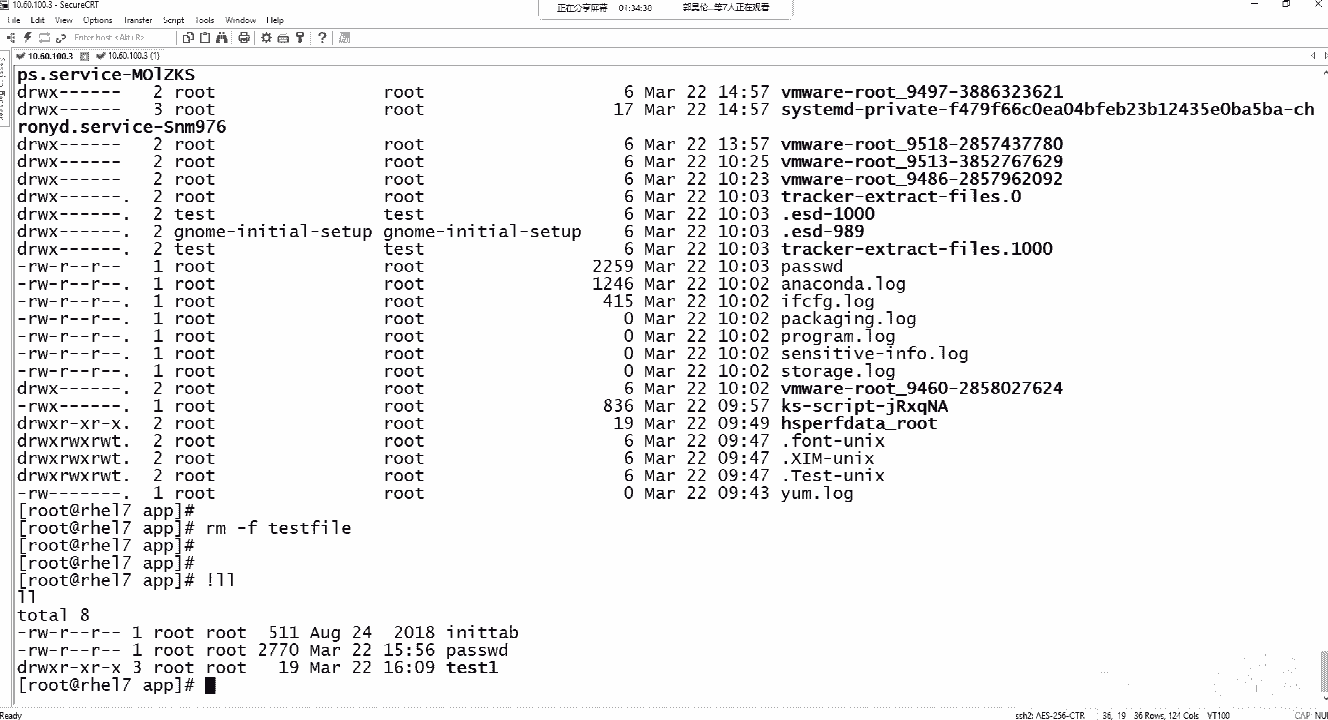 10.60.100.3 - SecureCRT
正在分享屏幕 01:34:30
等7人正在观看
File Edit View Options Transfer Script Tools Window Help
Enter host <Alt+R>
10.60.100.3 10.60.100.3 (1)
ps.service-MOlZKS
drwx------ 2 root root 6 Mar 22 14:57 vmware-root_9497-3886323621
drwx------ 3 root root 17 Mar 22 14:57 systemd-private-f479f66c0ea04bfeb23b12435e0ba5ba-ch
ronyd.service-Snm976
drwx------ 2 root root 6 Mar 22 13:57 vmware-root_9518-2857437780
drwx------ 2 root root 6 Mar 22 10:25 vmware-root_9513-3852767629
drwx------ 2 root root 6 Mar 22 10:23 vmware-root_9486-2857962092
drwx------. 2 root root 6 Mar 22 10:03 tracker-extract-files.0
drwx------. 2 test test 6 Mar 22 10:03 .esd-1000
drwx------. 2 gnome-initial-setup gnome-initial-setup 6 Mar 22 10:03 .esd-989
drwx------. 2 test test 6 Mar 22 10:03 tracker-extract-files.1000
-rw-r--r-- 1 root root 2259 Mar 22 10:03 passwd
-rw-r--r--. 1 root root 1246 Mar 22 10:02 anaconda.log
-rw-r--r--. 1 root root 415 Mar 22 10:02 ifcfg.log
-rw-r--r--. 1 root root 0 Mar 22 10:02 packaging.log
-rw-r--r--. 1 root root 0 Mar 22 10:02 program.log
-rw-r--r--. 1 root root 0 Mar 22 10:02 sensitive-info.log
-rw-r--r--. 1 root root 0 Mar 22 10:02 storage.log
drwx------. 2 root root 6 Mar 22 10:02 vmware-root_9460-2858027624
-rwx------. 1 root root 836 Mar 22 09:57 ks-script-jRxqNA
drwxr-xr-x. 2 root root 19 Mar 22 09:49 hsperfdata_root
drwxrwxrwt. 2 root root 6 Mar 22 09:47 .font-unix
drwxrwxrwt. 2 root root 6 Mar 22 09:47 .XIM-unix
drwxrwxrwt. 2 root root 6 Mar 22 09:47 .Test-unix
-rw-------. 1 root root 0 Mar 22 09:43 yum.log
[root@rhel7 app]#
[root@rhel7 app]# rm -f testfile
[root@rhel7 app]#
[root@rhel7 app]#
[root@rhel7 app]# !ll
ll
total 8
-rw-r--r-- 1 root root 511 Aug 24 2018 inittab
-rw-r--r-- 1 root root 2770 Mar 22 15:56 passwd
drwxr-xr-x 3 root root 19 Mar 22 16:09 test1
[root@rhel7 app]#
Ready ssh2: AES-256-CTR 36, 19 36 Rows, 124 Cols VT100 CAP NUM